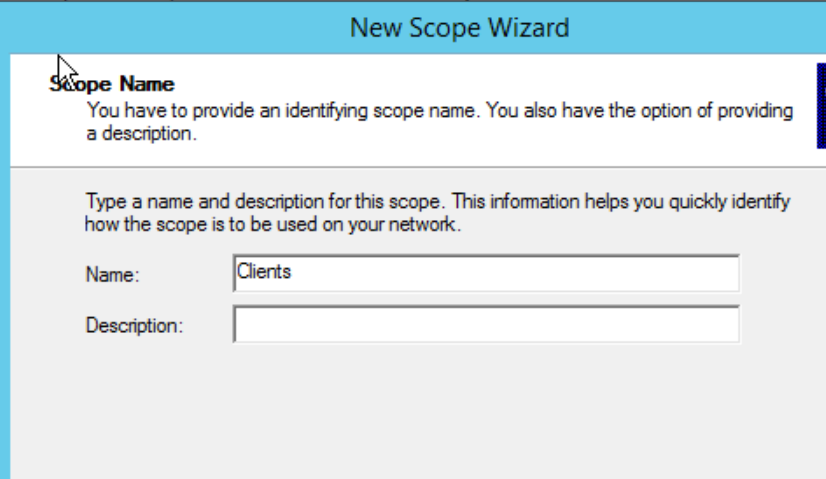 New Scope Wizard
Scope Name
You have to provide an identifying scope name. You also have the option of providing
a description.
Type a name and description for this scope. This information helps you quickly identify
how the scope is to be used on your network.
Name: Clients
Description: